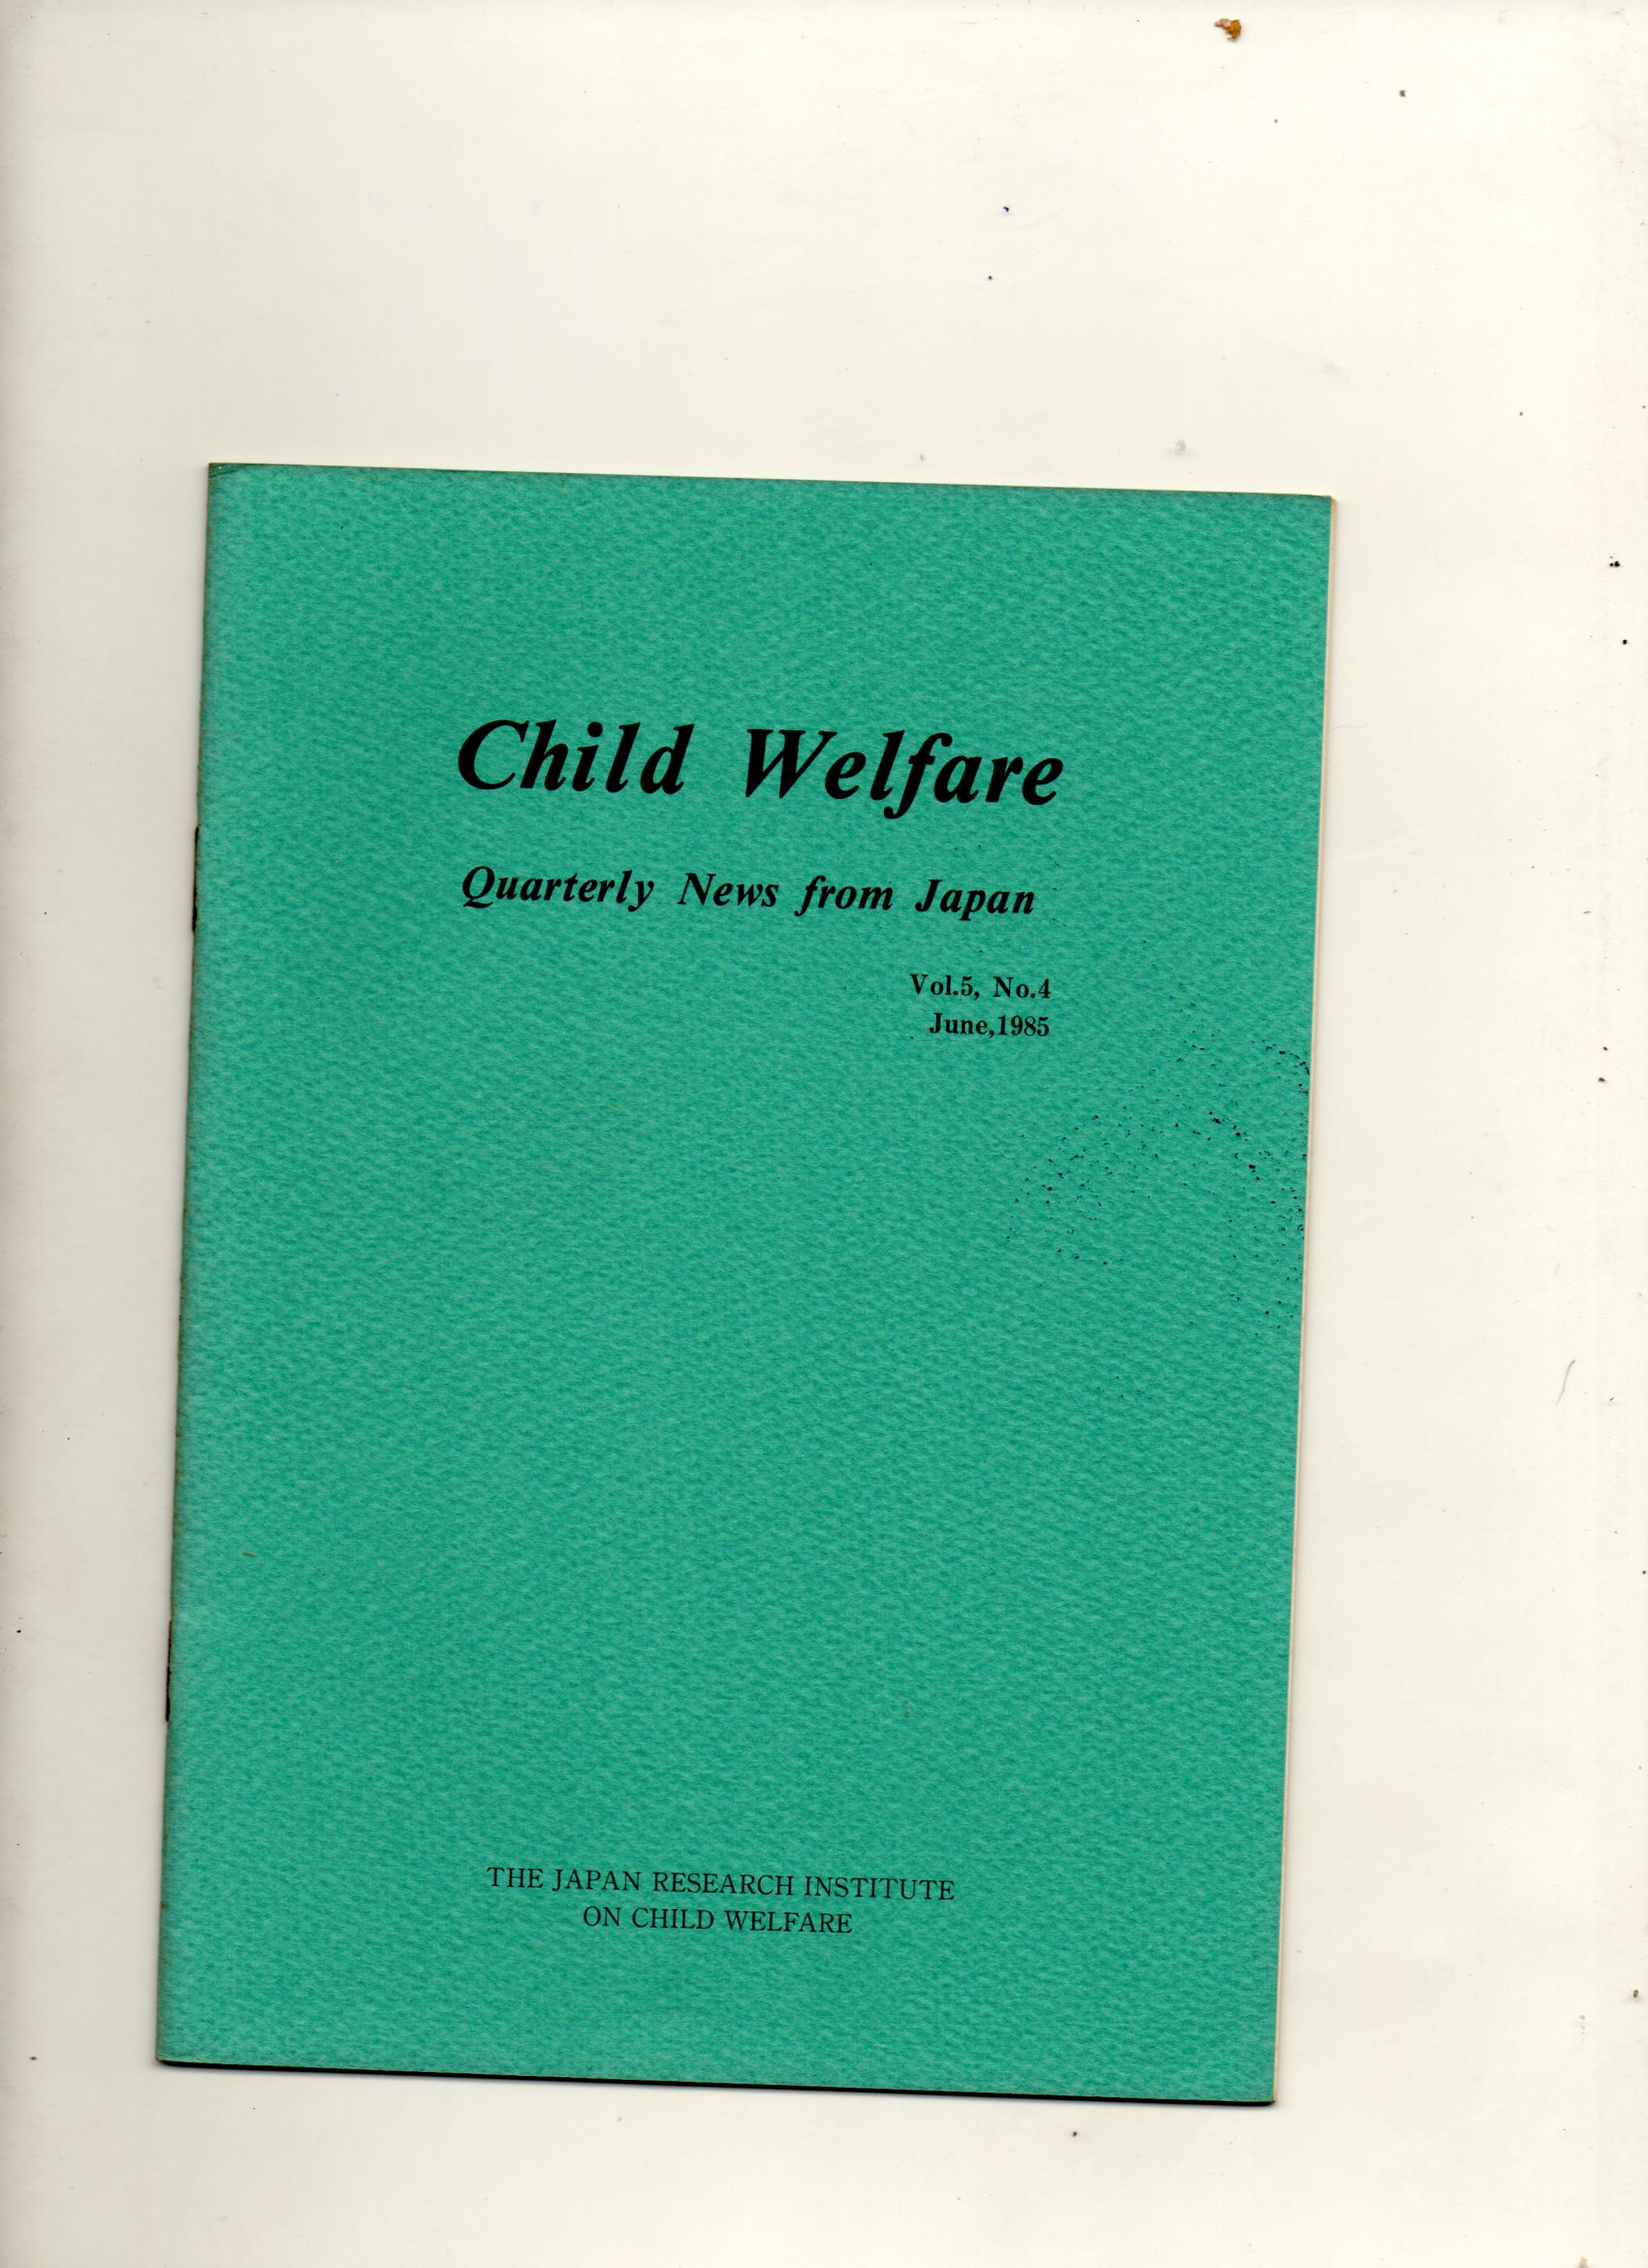 Child Welfare
Quarterly News from Japan
Vol.5, No.4
June,1985
THE JAPAN RESEARCH INSTITUTE
ON CHILD WELFARE